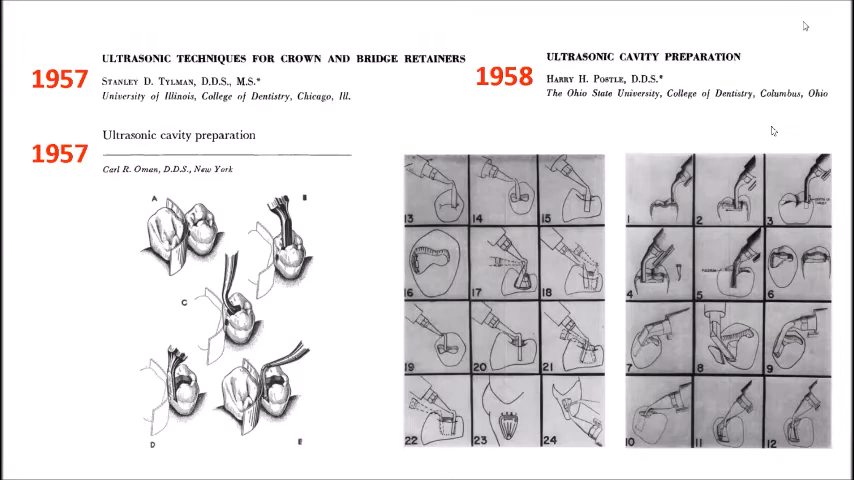 1957
ULTRASONIC TECHNIQUES FOR CROWN AND BRIDGE RETAINERS
STANLEY D. TYLMAN, D.D.S., M.S.*
University of Illinois, College of Dentistry, Chicago, Ill.
1957
Ultrasonic cavity preparation
Carl R. Oman, D.D.S., New York
1958
ULTRASONIC CAVITY PREPARATION
HARRY H. POSTLE, D.D.S.*
The Ohio State University, College of Dentistry, Columbus, Ohio
A
B
C
D
E
13
14
15
16
17
18
19
20
21
22
23
24
1
2
3
4
5
6
7
8
9
10
11
12